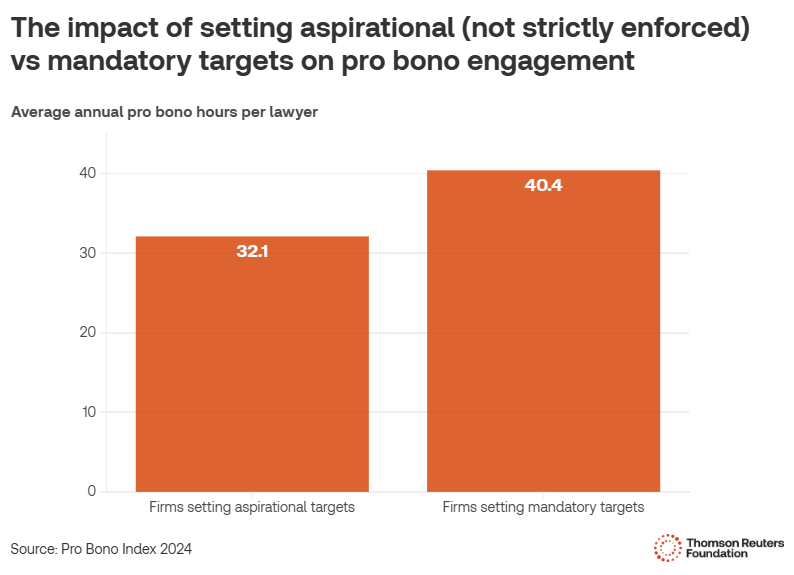 The impact of setting aspirational (not strictly enforced)
vs mandatory targets on pro bono engagement
Average annual pro bono hours per lawyer
40
30
20
10
0
32.1
40.4
Firms setting aspirational targets
Firms setting mandatory targets
Source: Pro Bono Index 2024
Thomson Reuters
Foundation